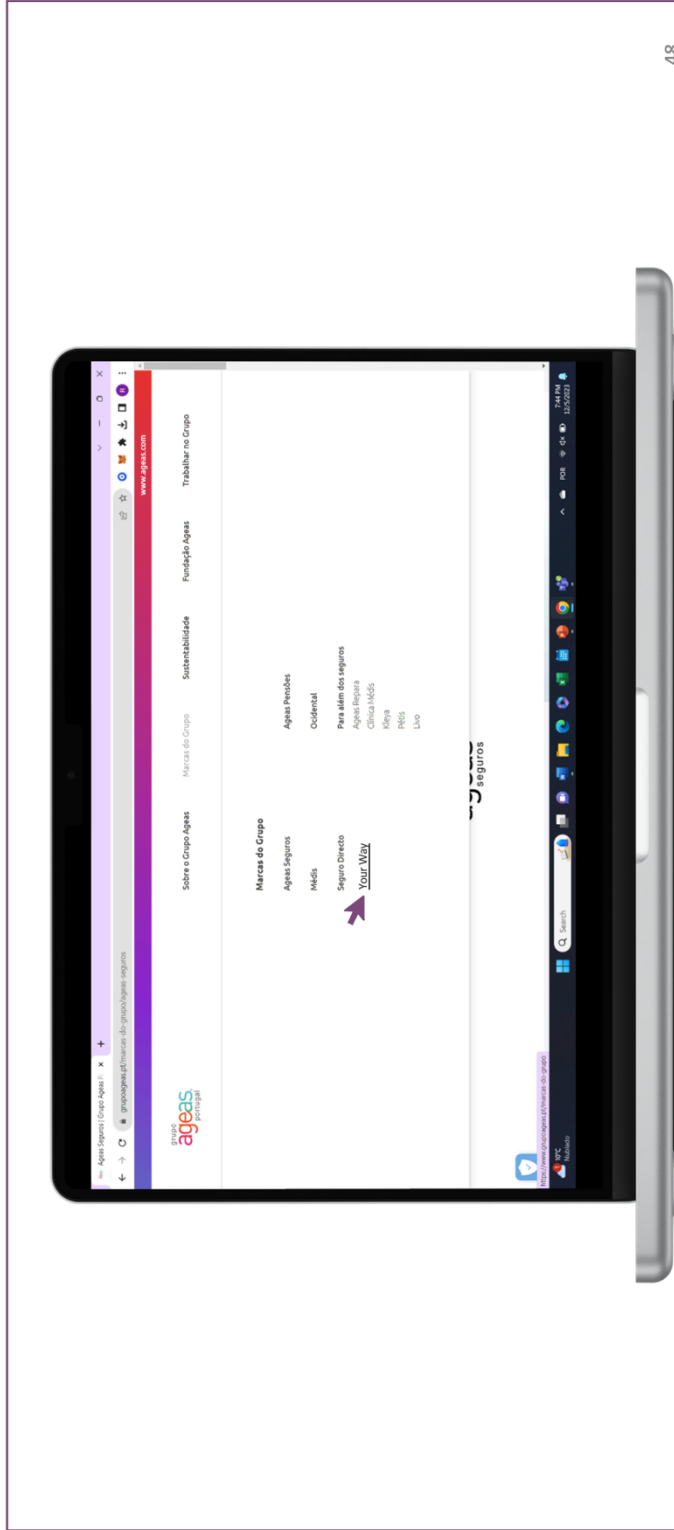 Ageas Seguros | Grupo Ageas P
grupoageas.pt/marcas-do-grupo/ageas-seguros
www.ageas.com
grupo
ageas
portugal
Sobre o Grupo Ageas
Marcas do Grupo
Sustentabilidade
Fundação Ageas
Trabalhar no Grupo
Marcas do Grupo
Ageas Seguros
Ageas Pensões
Médis
Ocidental
Seguro Directo
Para além dos seguros
Your Way
Ageas Repara
Clínica Médis
Kleya
Pétis
Livo
ageas
seguros
https://www.grupoageas.pt/marcas-do-grupo
10°C
Nublado
Search
POR
7:44 PM
12/5/2023
48